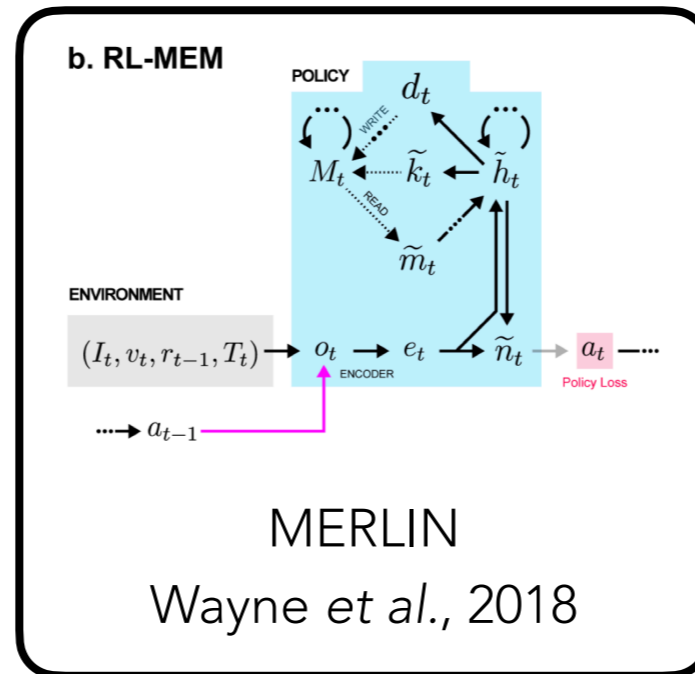 b. RL-MEM
POLICY
d_t
WRITE
M_t
k̃_t
h̃_t
READ
m̃_t
ENVIRONMENT
(I_t, v_t, r_{t-1}, T_t)
o_t
e_t
ñ_t
a_t
ENCODER
Policy Loss
a_{t-1}
MERLIN
Wayne et al., 2018